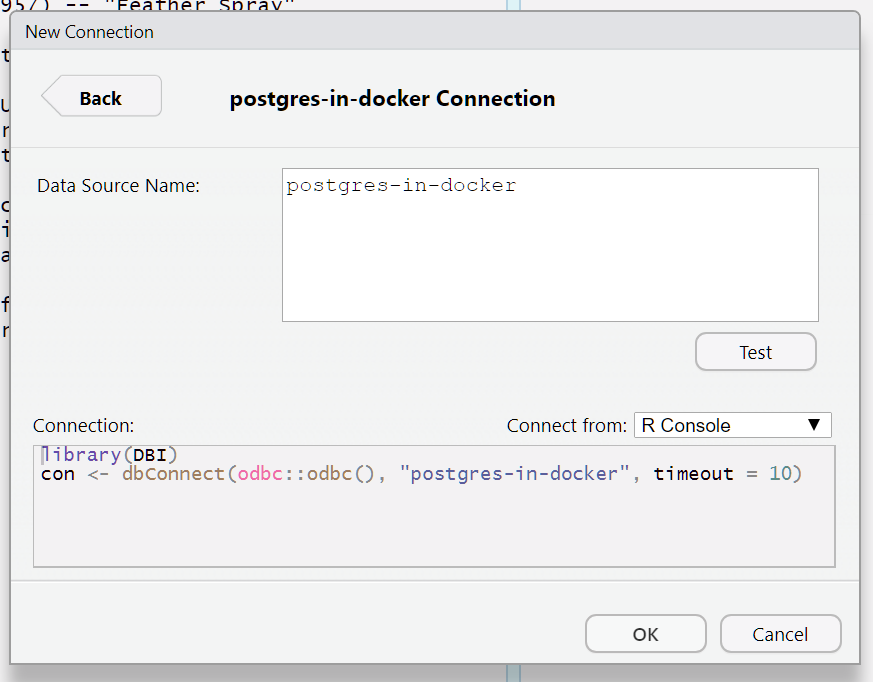 95/) -- "Feather Spray"
New Connection
Back
postgres-in-docker Connection
Data Source Name:
postgres-in-docker
Test
Connection:
Connect from:
R Console
library(DBI)
con <- dbConnect(odbc::odbc(), "postgres-in-docker", timeout = 10)
OK
Cancel